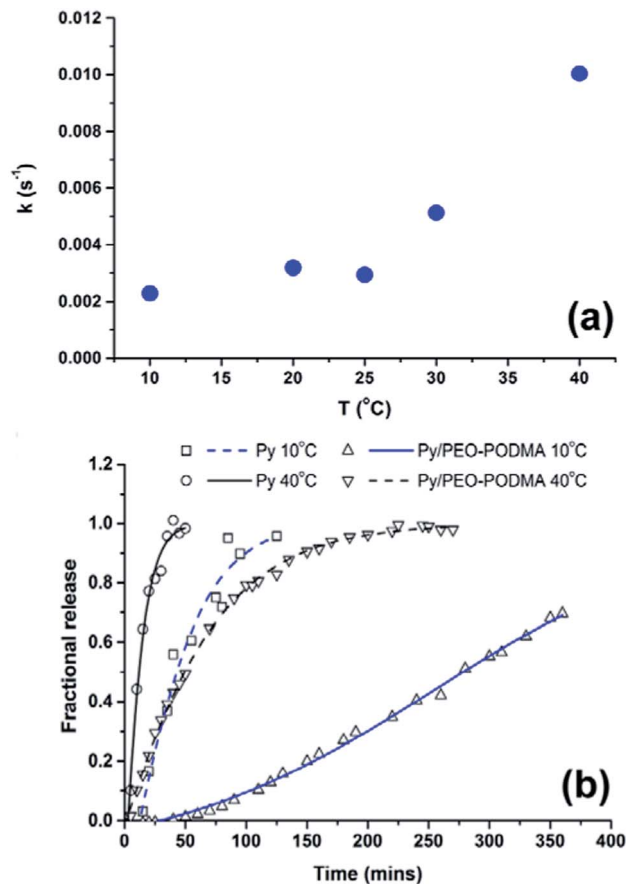 0.012
0.010
0.008
0.006
0.004
0.002
0.000
k (s⁻¹)
10 15 20 25 30 35 40
T (°C)
(a)
Py 10°C Py/PEO-PODMA 10°C
Py 40°C Py/PEO-PODMA 40°C
1.2
1.0
0.8
0.6
0.4
0.2
0.0
Fractional release
0 50 100 150 200 250 300 350 400
Time (mins)
(b)